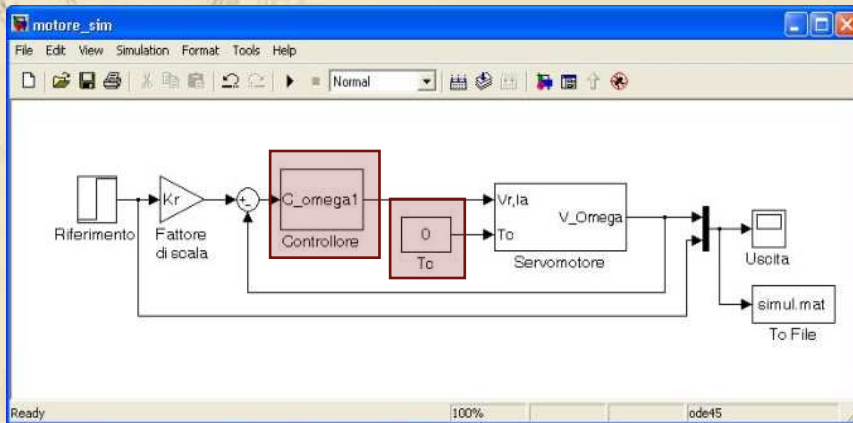 motore_sim
File Edit View Simulation Format Tools Help
Normal
Riferimento
Kr
Fattore
di scala
+
-
C_omega1
Controllore
0
Tc
Vr,Ia
Tc
V_Omega
Servomotore
Uscita
simul.mat
To File
Ready 100% ode45